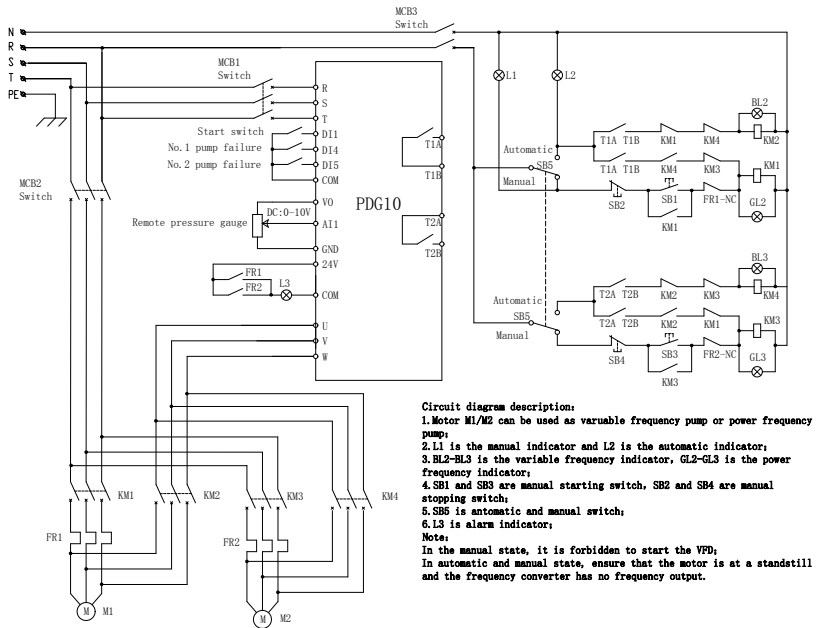 MCB3
Switch
N
R
S
T
PE
MCB1
Switch
R
S
T
Start switch
DI1
No.1 pump failure
DI4
No.2 pump failure
DI5
COM
MCB2
Switch
VO
DC:0-10V
Remote pressure gauge
AI1
GND
24V
FR1
FR2
L3
COM
U
V
W
PDG10
T1A
T1B
T2A
T2B
L1
L2
BL2
T1A T1B
KM1
KM4
KM2
Automatic
SB5
Manual
T1A T1B
KM4
KM3
KM1
SB2
SB1
FR1-NC
GL2
KM1
BL3
T2A T2B
KM2
KM3
KM4
Automatic
SB5
Manual
T2A T2B
KM2
KM1
KM3
SB4
SB3
FR2-NC
GL3
KM3
KM1
KM2
KM3
KM4
FR1
FR2
M
M1
M
M2
Circuit diagram description:
1.Motor M1/M2 can be used as varuable frequency pump or power frequency
pump;
2.L1 is the manual indicator and L2 is the automatic indicator;
3.BL2-BL3 is the variable frequency indicator, GL2-GL3 is the power
frequency indicator;
4.SB1 and SB3 are manual starting switch, SB2 and SB4 are manual
stopping switch;
5.SB5 is antomatic and manual switch;
6.L3 is alarm indicator;
Note:
In the manual state, it is forbidden to start the VFD;
In automatic and manual state, ensure that the motor is at a standstill
and the frequency converter has no frequency output.